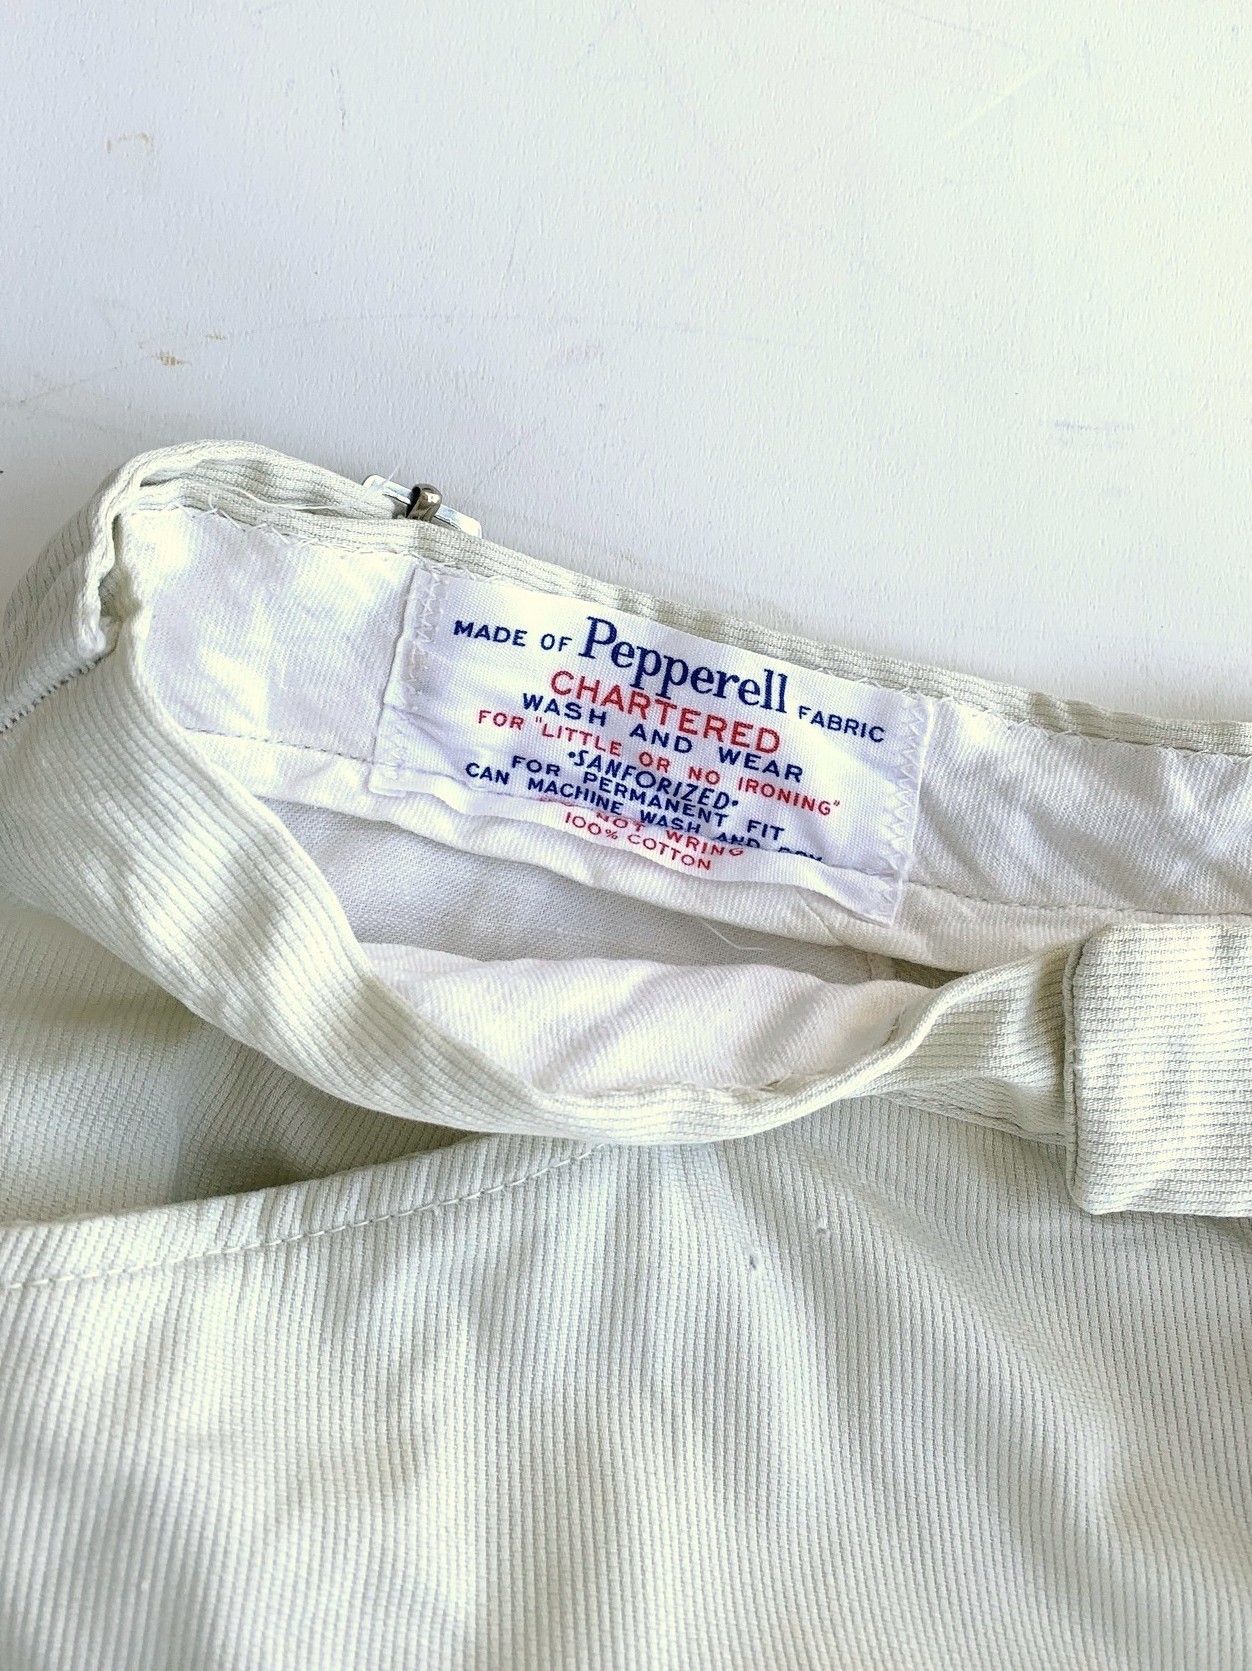 MADE OF Pepperell FABRIC
CHARTERED
WASH AND WEAR
FOR "LITTLE OR NO IRONING"
•SANFORIZED•
FOR PERMANENT FIT
CAN MACHINE WASH AND DRY
NOT WRING
100% COTTON